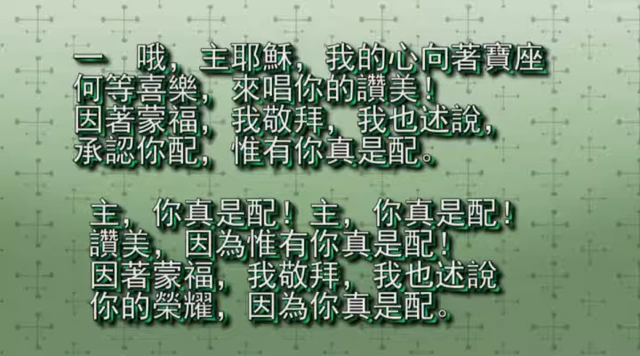 一　哦，主耶穌，我的心向著寶座
何等喜樂，來唱你的讚美！
因著蒙福，我敬拜，我也述說，
承認你配，惟有你真是配。
主，你真是配！主，你真是配！
讚美，因為惟有你真是配！
因著蒙福，我敬拜，我也述說
你的榮耀，因為你真是配。